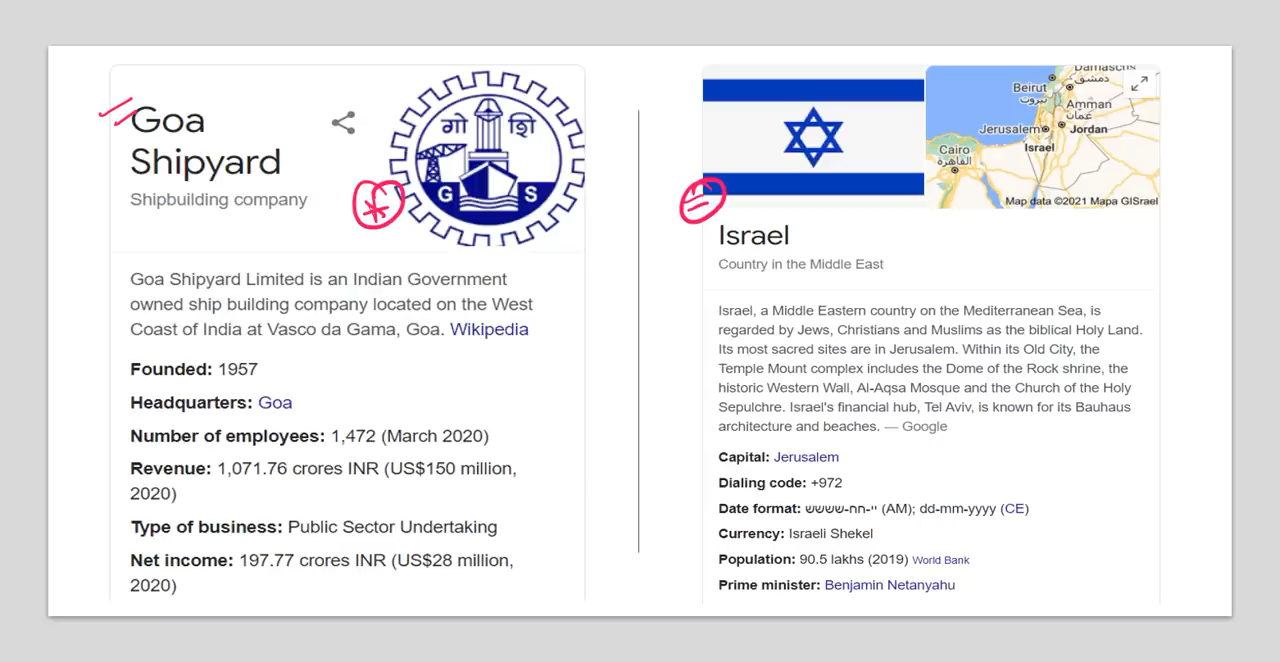 Goa
Shipyard
Shipbuilding company
गो शि
G S
Goa Shipyard Limited is an Indian Government
owned ship building company located on the West
Coast of India at Vasco da Gama, Goa. Wikipedia
Founded: 1957
Headquarters: Goa
Number of employees: 1,472 (March 2020)
Revenue: 1,071.76 crores INR (US$150 million,
2020)
Type of business: Public Sector Undertaking
Net income: 197.77 crores INR (US$28 million,
2020)
Damascus
دمشق
Beirut
بيروت
Amman
عمّان
Jerusalem
Jordan
Israel
Cairo
القاهرة
Map data ©2021 Mapa GISrael
Israel
Country in the Middle East
Israel, a Middle Eastern country on the Mediterranean Sea, is
regarded by Jews, Christians and Muslims as the biblical Holy Land.
Its most sacred sites are in Jerusalem. Within its Old City, the
Temple Mount complex includes the Dome of the Rock shrine, the
historic Western Wall, Al-Aqsa Mosque and the Church of the Holy
Sepulchre. Israel's financial hub, Tel Aviv, is known for its Bauhaus
architecture and beaches. — Google
Capital: Jerusalem
Dialing code: +972
Date format: יי-חח-שששש (AM); dd-mm-yyyy (CE)
Currency: Israeli Shekel
Population: 90.5 lakhs (2019) World Bank
Prime minister: Benjamin Netanyahu